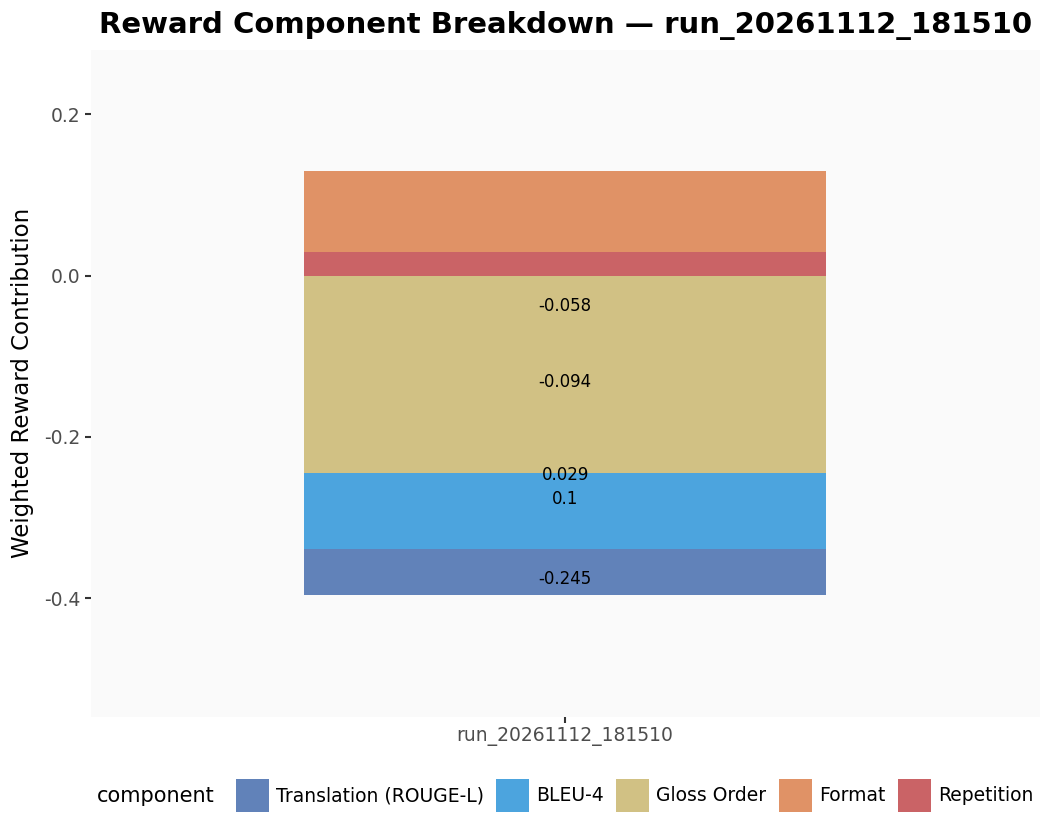 Reward Component Breakdown — run_20261112_181510
Weighted Reward Contribution
0.2
0.0
-0.2
-0.4
-0.058
-0.094
0.029
0.1
-0.245
run_20261112_181510
component Translation (ROUGE-L) BLEU-4 Gloss Order Format Repetition